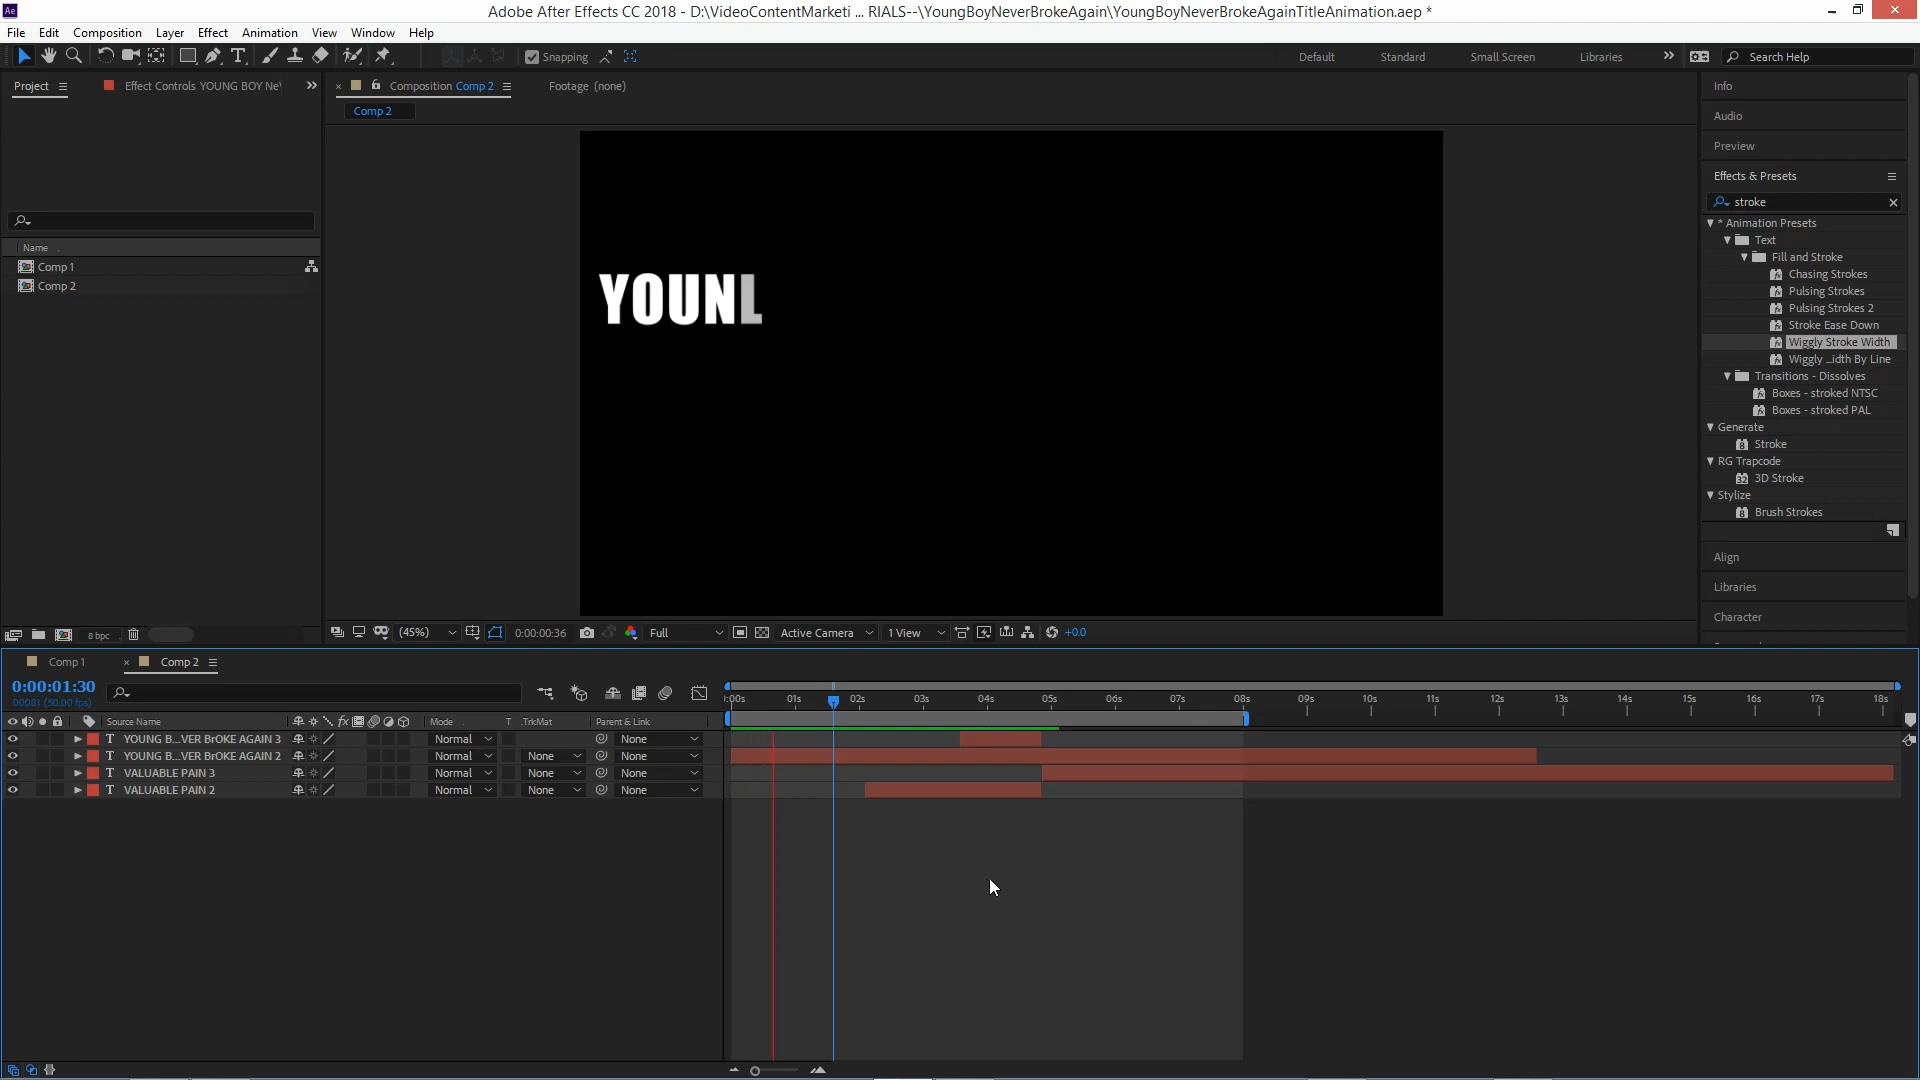 Ae
Adobe After Effects CC 2018 - D:\VideoContentMarketi ... RIALS--\YoungBoyNeverBrokeAgain\YoungBoyNeverBrokeAgainTitleAnimation.aep *
File Edit Composition Layer Effect Animation View Window Help
Snapping Default Standard Small Screen Libraries Search Help
Project Effect Controls YOUNG BOY Ne Composition Comp 2 Footage (none) Info
Comp 2
Audio
Preview
Effects & Presets
stroke
* Animation Presets
Text
Fill and Stroke
Chasing Strokes
Pulsing Strokes
Pulsing Strokes 2
Stroke Ease Down
Wiggly Stroke Width
Wiggly ...idth By Line
Transitions - Dissolves
Boxes - stroked NTSC
Boxes - stroked PAL
Generate
Stroke
RG Trapcode
3D Stroke
Stylize
Brush Strokes
Align
Libraries
Character
Name
Comp 1
Comp 2
YOUNL
8 bpc (45%) 0:00:00:36 Full Active Camera 1 View +0.0
Comp 1 Comp 2
0:00:01:30
00081 (50.00 fps)
:00s 01s 02s 03s 04s 05s 06s 07s 08s 09s 10s 11s 12s 13s 14s 15s 16s 17s 18s
Source Name fx Mode T .TrkMat Parent & Link
T YOUNG B...VER BrOKE AGAIN 3 Normal None
T YOUNG B...VER BrOKE AGAIN 2 Normal None None
T VALUABLE PAIN 3 Normal None None
T VALUABLE PAIN 2 Normal None None